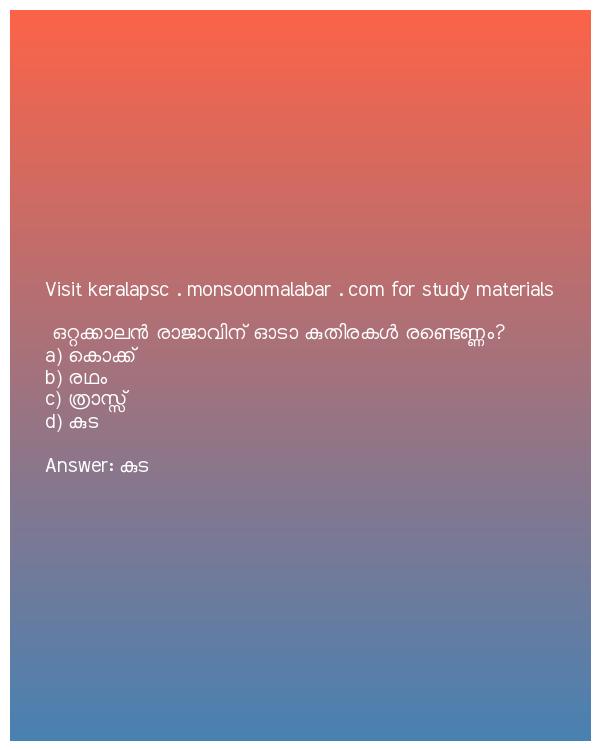 Visit keralapsc . monsoonmalabar . com for study materials
ഒറ്റക്കാലൻ രാജാവിന് ഓടാ കുതിരകൾ രണ്ടെണ്ണം?
a) കൊക്ക്
b) രഥം
c) ത്രാസ്സ്
d) കുട
Answer: കുട